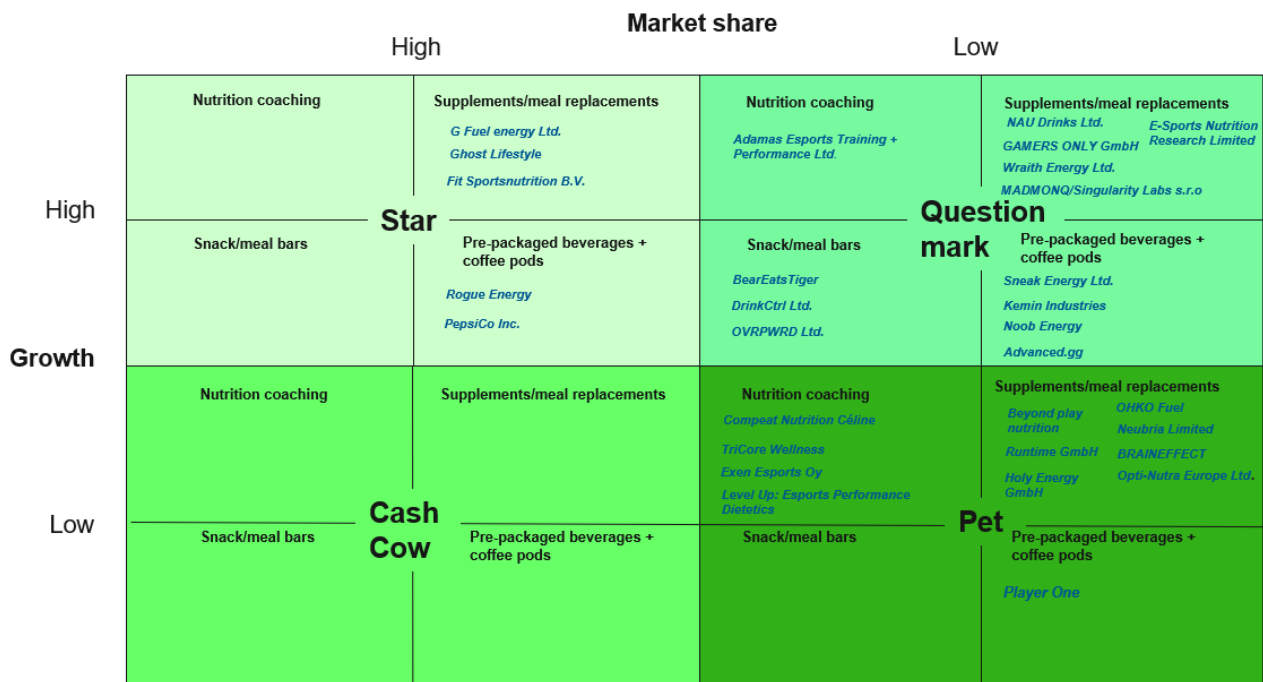 Market share
High
Low
Growth
High
Low
Star
Nutrition coaching
Supplements/meal replacements
G Fuel energy Ltd.
Ghost Lifestyle
Fit Sportsnutrition B.V.
Snack/meal bars
Pre-packaged beverages +
coffee pods
Rogue Energy
PepsiCo Inc.
Question
mark
Nutrition coaching
Adamas Esports Training +
Performance Ltd.
Supplements/meal replacements
NAU Drinks Ltd.
E-Sports Nutrition
Research Limited
GAMERS ONLY GmbH
Wraith Energy Ltd.
MADMONQ/Singularity Labs s.r.o
Snack/meal bars
BearEatsTiger
DrinkCtrl Ltd.
OVRPWRD Ltd.
Pre-packaged beverages +
coffee pods
Sneak Energy Ltd.
Kemin Industries
Noob Energy
Advanced.gg
Cash
Cow
Nutrition coaching
Supplements/meal replacements
Snack/meal bars
Pre-packaged beverages +
coffee pods
Pet
Nutrition coaching
Compeat Nutrition Céline
TriCore Wellness
Exen Esports Oy
Level Up: Esports Performance
Dietetics
Supplements/meal replacements
Beyond play
nutrition
Runtime GmbH
Holy Energy
GmbH
OHKO Fuel
Neubria Limited
BRAINEFFECT
Opti-Nutra Europe Ltd.
Snack/meal bars
Pre-packaged beverages +
coffee pods
Player One